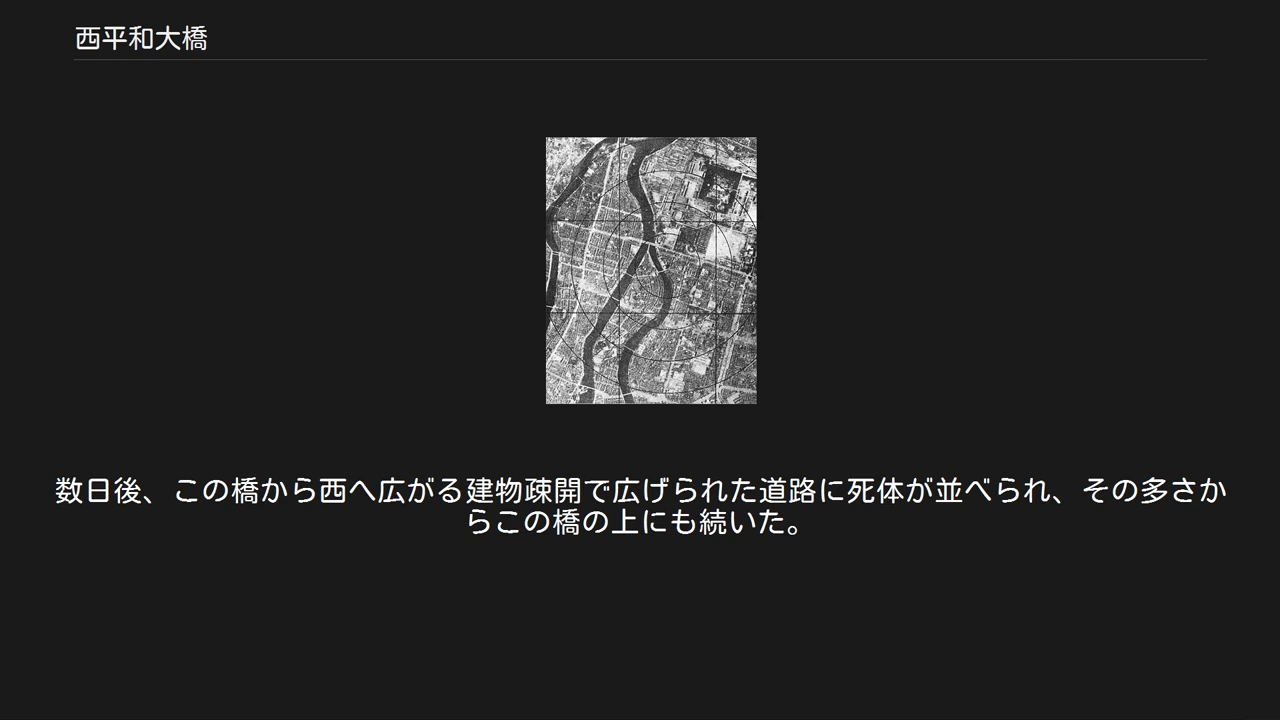 西平和大橋
数日後、この橋から西へ広がる建物疎開で広げられた道路に死体が並べられ、その多さか
らこの橋の上にも続いた。